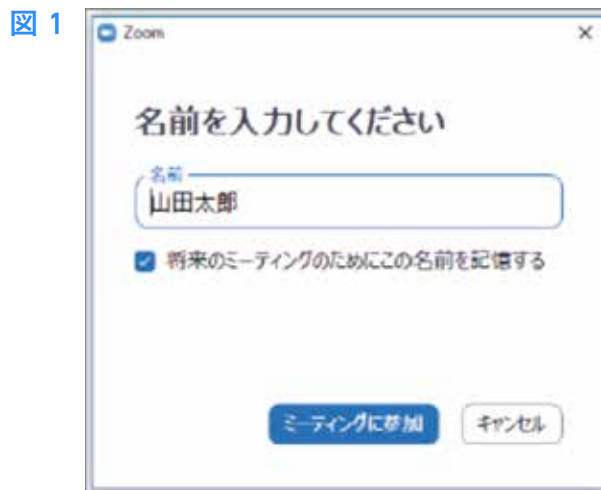 図 1
Zoom
名前を入力してください
名前
山田太郎
将来のミーティングのためにこの名前を記憶する
ミーティングに参加
キャンセル